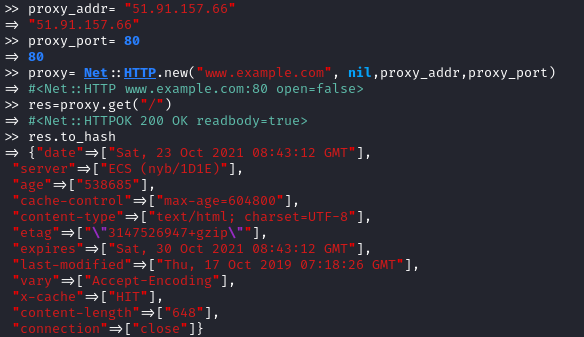 >> proxy_addr= "51.91.157.66"
=> "51.91.157.66"
>> proxy_port= 80
=> 80
>> proxy= Net::HTTP.new("www.example.com", nil,proxy_addr,proxy_port)
=> #<Net::HTTP www.example.com:80 open=false>
>> res=proxy.get("/")
=> #<Net::HTTPOK 200 OK readbody=true>
>> res.to_hash
=> {"date"=>["Sat, 23 Oct 2021 08:43:12 GMT"],
"server"=>["ECS (nyb/1D1E)"],
"age"=>["538685"],
"cache-control"=>["max-age=604800"],
"content-type"=>["text/html; charset=UTF-8"],
"etag"=>["\"3147526947+gzip\""],
"expires"=>["Sat, 30 Oct 2021 08:43:12 GMT"],
"last-modified"=>["Thu, 17 Oct 2019 07:18:26 GMT"],
"vary"=>["Accept-Encoding"],
"x-cache"=>["HIT"],
"content-length"=>["648"],
"connection"=>["close"]}